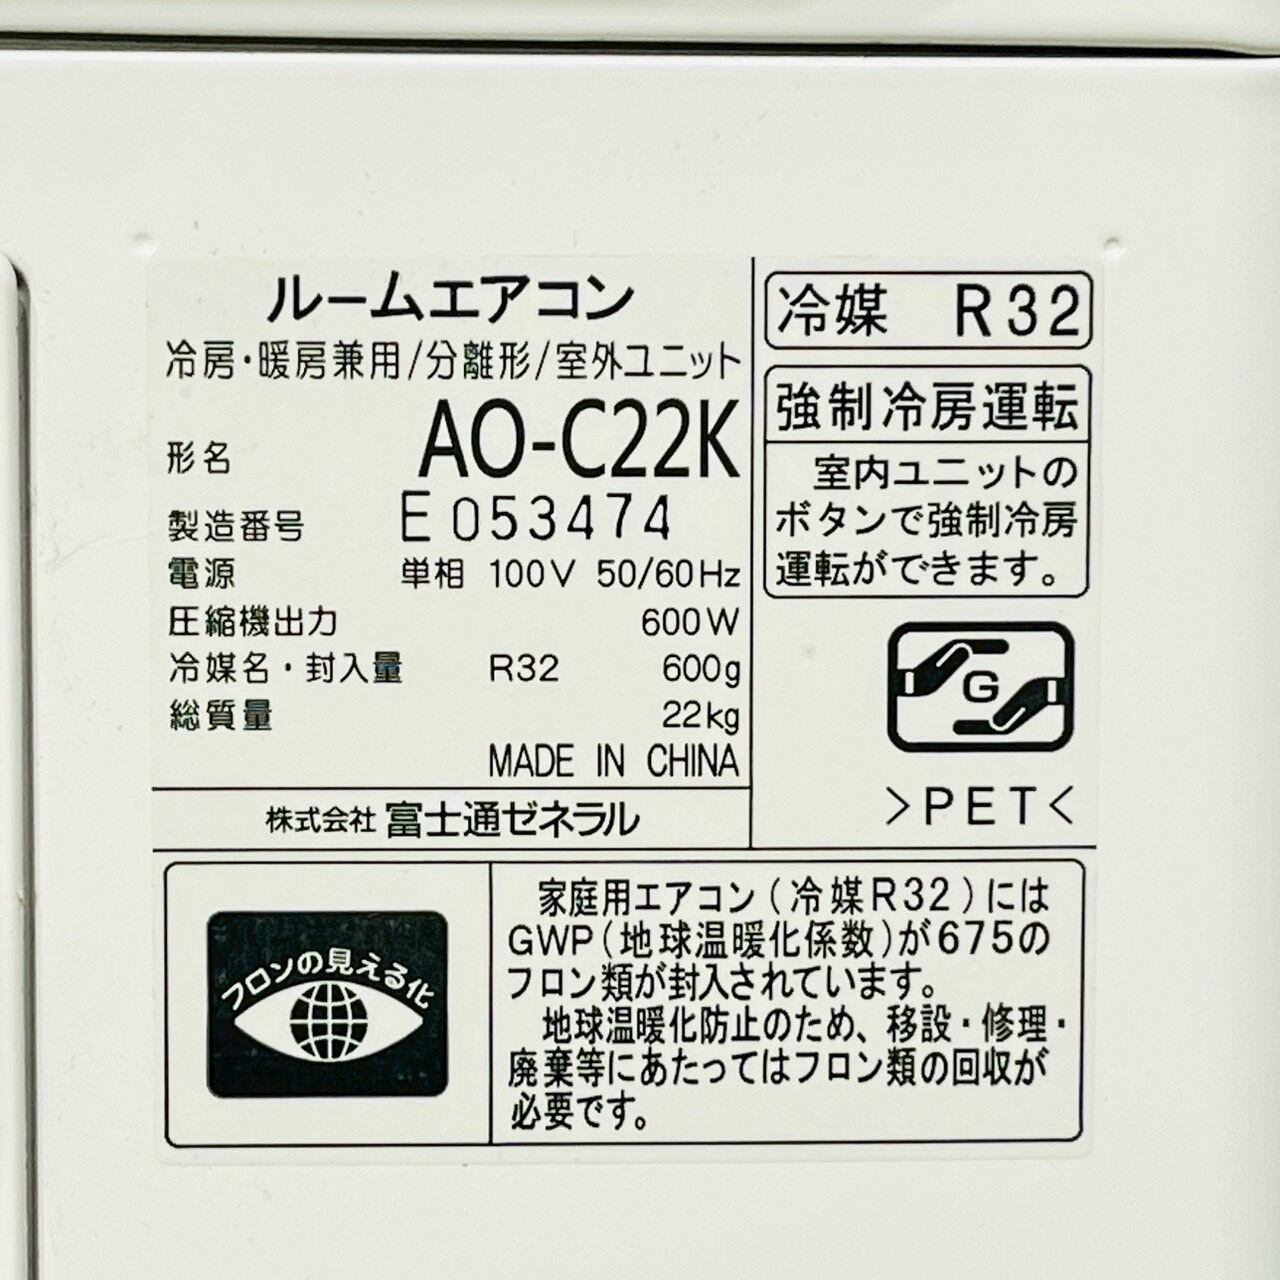 ルームエアコン
冷房・暖房兼用/分離形/室外ユニット
形名 AO-C22K
製造番号 E053474
電源 単相 100V 50/60Hz
圧縮機出力 600W
冷媒名・封入量 R32 600g
総質量 22kg
MADE IN CHINA
株式会社 富士通ゼネラル
冷媒 R32
強制冷房運転
室内ユニットの
ボタンで強制冷房
運転ができます。
G
>PET<
フロンの見える化
家庭用エアコン(冷媒R32)には
GWP(地球温暖化係数)が675の
フロン類が封入されています。
地球温暖化防止のため、移設・修理・
廃棄等にあたってはフロン類の回収が
必要です。